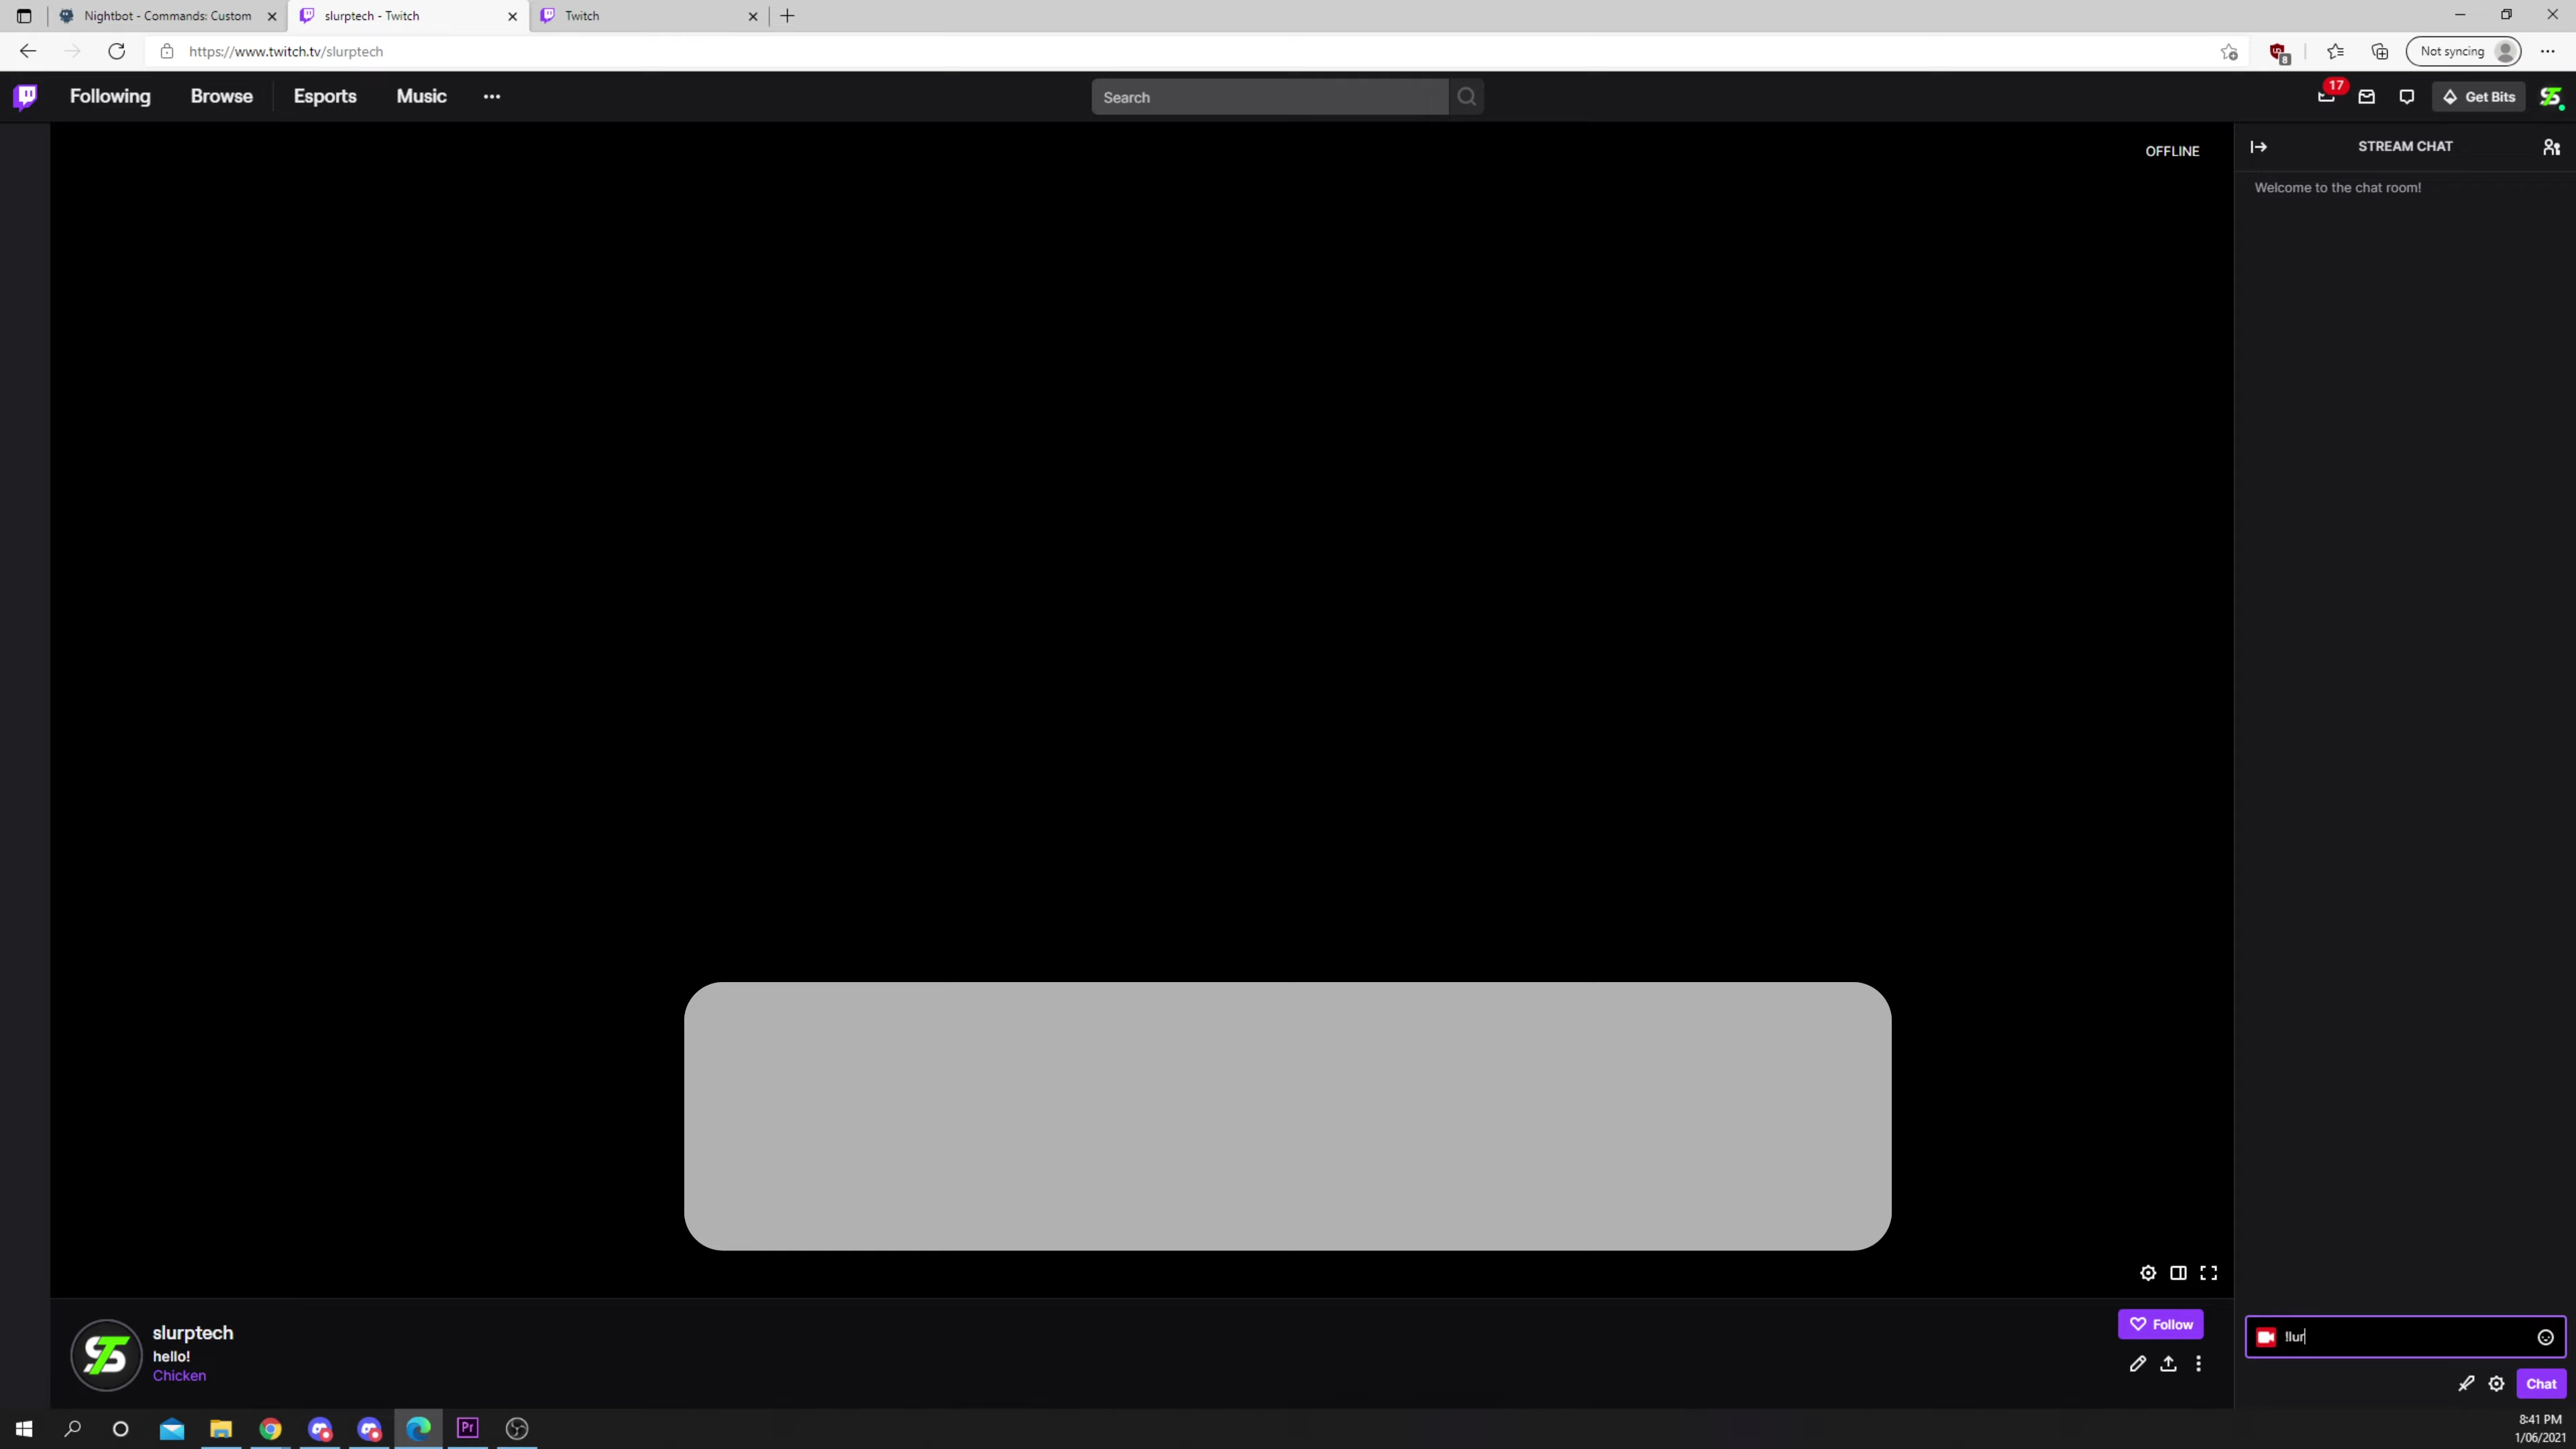 Nightbot - Commands: Custom
slurptech - Twitch
Twitch
https://www.twitch.tv/slurptech
8
Not syncing
Following
Browse
Esports
Music
Search
17
Get Bits
OFFLINE
STREAM CHAT
Welcome to the chat room!
slurptech
hello!
Chicken
Follow
!lur
Chat
Pr
8:41 PM
1/06/2021